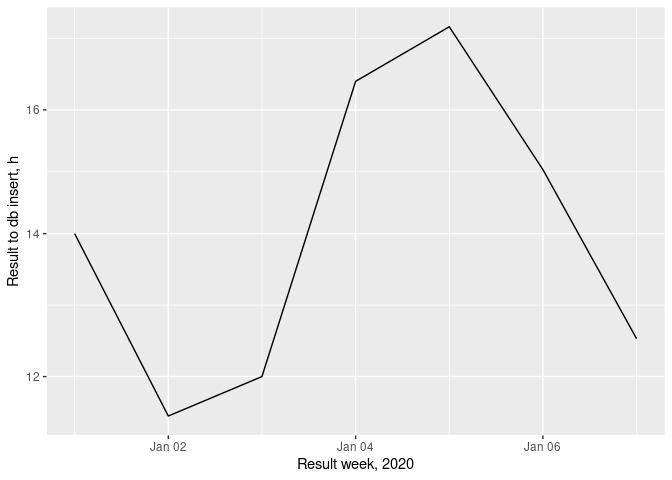 Result to db insert, h
16
14
12
Jan 02
Jan 04
Jan 06
Result week, 2020